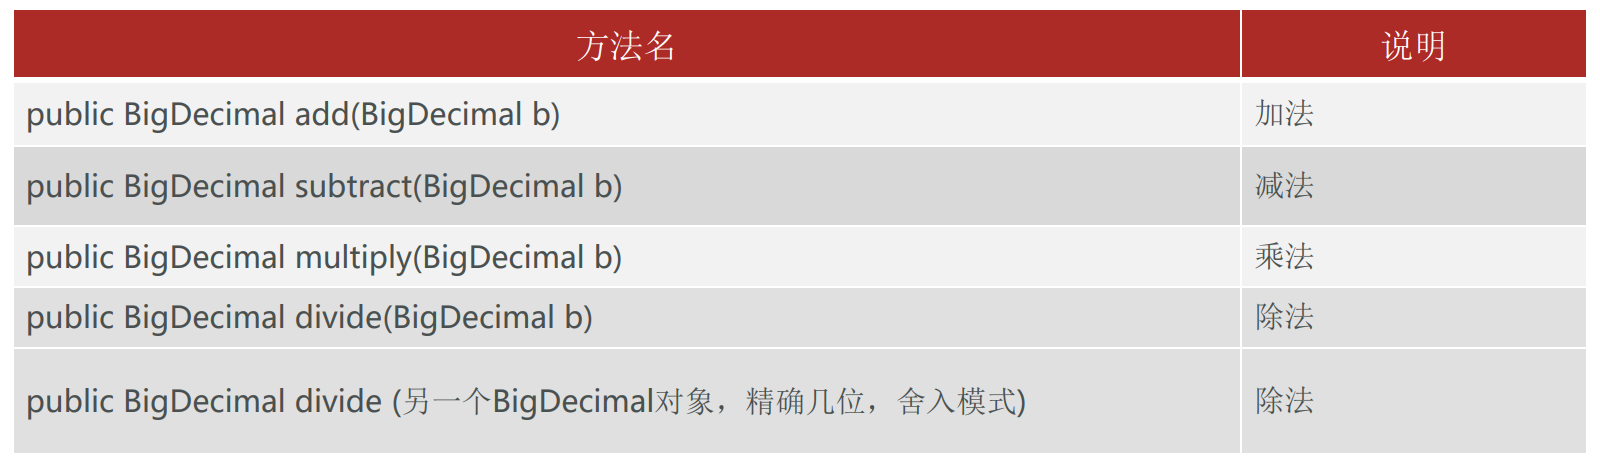 方法名 说明
public BigDecimal add(BigDecimal b) 加法
public BigDecimal subtract(BigDecimal b) 减法
public BigDecimal multiply(BigDecimal b) 乘法
public BigDecimal divide(BigDecimal b) 除法
public BigDecimal divide (另一个BigDecimal对象，精确几位，舍入模式) 除法